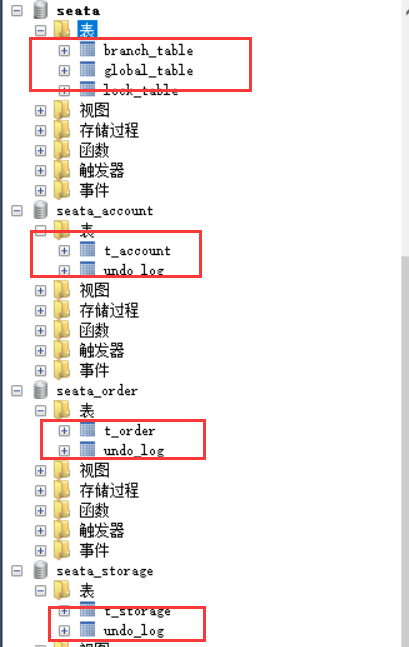 seata
表
branch_table
global_table
lock_table
视图
存储过程
函数
触发器
事件
seata_account
表
t_account
undo_log
视图
存储过程
函数
触发器
事件
seata_order
表
t_order
undo_log
视图
存储过程
函数
触发器
事件
seata_storage
表
t_storage
undo_log
视图